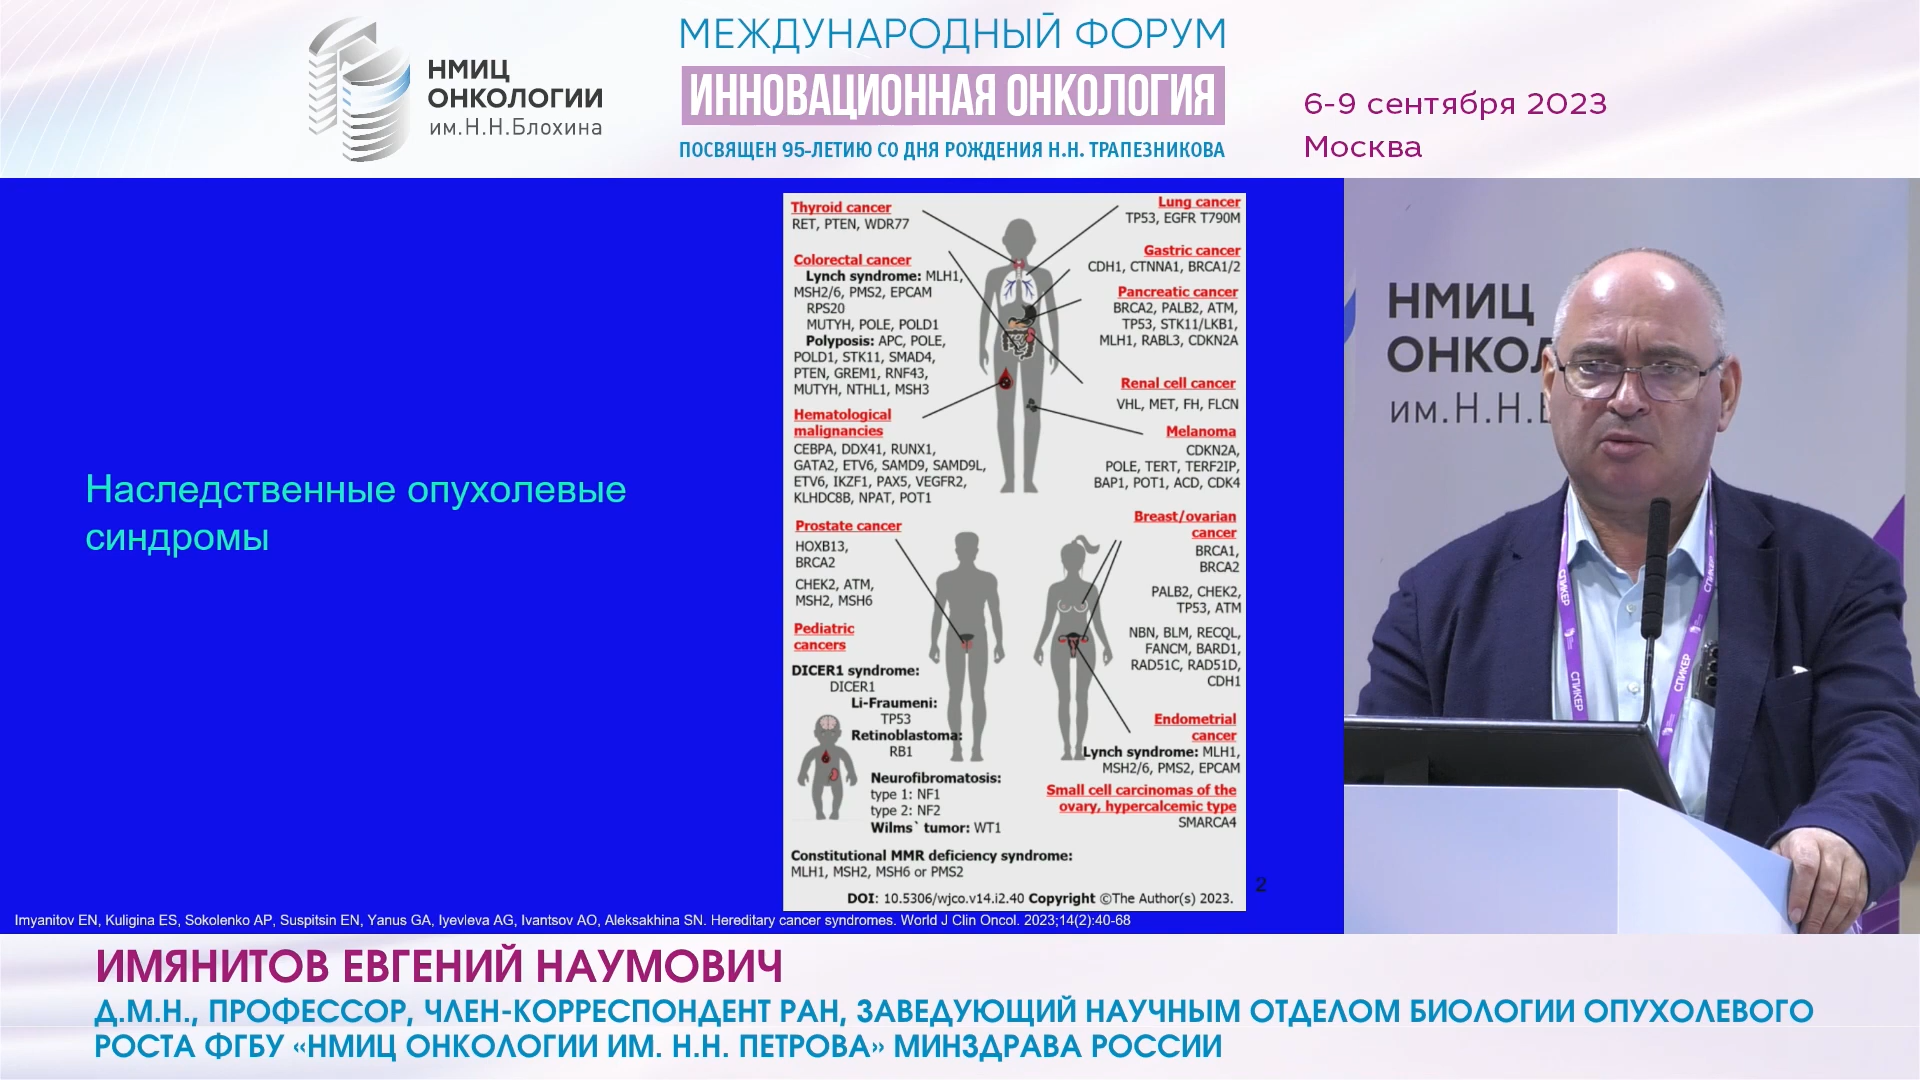 НМИЦ
ОНКОЛОГИИ
им.Н.Н.Блохина
МЕЖДУНАРОДНЫЙ ФОРУМ
ИННОВАЦИОННАЯ ОНКОЛОГИЯ
ПОСВЯЩЕН 95-ЛЕТИЮ СО ДНЯ РОЖДЕНИЯ Н.Н. ТРАПЕЗНИКОВА
6-9 сентября 2023
Москва
Наследственные опухолевые
синдромы
Thyroid cancer
RET, PTEN, WDR77
Colorectal cancer
Lynch syndrome: MLH1,
MSH2/6, PMS2, EPCAM
RPS20
MUTYH, POLE, POLD1
Polyposis: APC, POLE,
POLD1, STK11, SMAD4,
PTEN, GREM1, RNF43,
MUTYH, NTHL1, MSH3
Hematological
malignancies
CEBPA, DDX41, RUNX1,
GATA2, ETV6, SAMD9, SAMD9L,
ETV6, IKZF1, PAX5, VEGFR2,
KLHDC8B, NPAT, POT1
Lung cancer
TP53, EGFR T790M
Gastric cancer
CDH1, CTNNA1, BRCA1/2
Pancreatic cancer
BRCA2, PALB2, ATM,
TP53, STK11/LKB1,
MLH1, RABL3, CDKN2A
Renal cell cancer
VHL, MET, FH, FLCN
Melanoma
CDKN2A,
POLE, TERT, TERF2IP,
BAP1, POT1, ACD, CDK4
Prostate cancer
HOXB13,
BRCA2
CHEK2, ATM,
MSH2, MSH6
Pediatric
cancers
DICER1 syndrome:
DICER1
Li-Fraumeni:
TP53
Retinoblastoma:
RB1
Neurofibromatosis:
type 1: NF1
type 2: NF2
Wilms` tumor: WT1
Breast/ovarian
cancer
BRCA1,
BRCA2
PALB2, CHEK2,
TP53, ATM
NBN, BLM, RECQL,
FANCM, BARD1,
RAD51C, RAD51D,
CDH1
Endometrial
cancer
Lynch syndrome: MLH1,
MSH2/6, PMS2, EPCAM
Small cell carcinomas of the
ovary, hypercalcemic type
SMARCA4
Constitutional MMR deficiency syndrome:
MLH1, MSH2, MSH6 or PMS2
DOI: 10.5306/wjco.v14.i2.40 Copyright ©The Author(s) 2023.
2
Imyanitov EN, Kuligina ES, Sokolenko AP, Suspitsin EN, Yanus GA, Iyevleva AG, Ivantsov AO, Aleksakhina SN. Hereditary cancer syndromes. World J Clin Oncol. 2023;14(2):40-68
НМИЦ
ОНКОЛ
им.Н.Н.Б
СПИКЕР
СПИКЕР
СПИКЕР
ИМЯНИТОВ ЕВГЕНИЙ НАУМОВИЧ
Д.М.Н., ПРОФЕССОР, ЧЛЕН-КОРРЕСПОНДЕНТ РАН, ЗАВЕДУЮЩИЙ НАУЧНЫМ ОТДЕЛОМ БИОЛОГИИ ОПУХОЛЕВОГО
РОСТА ФГБУ «НМИЦ ОНКОЛОГИИ ИМ. Н.Н. ПЕТРОВА» МИНЗДРАВА РОССИИ